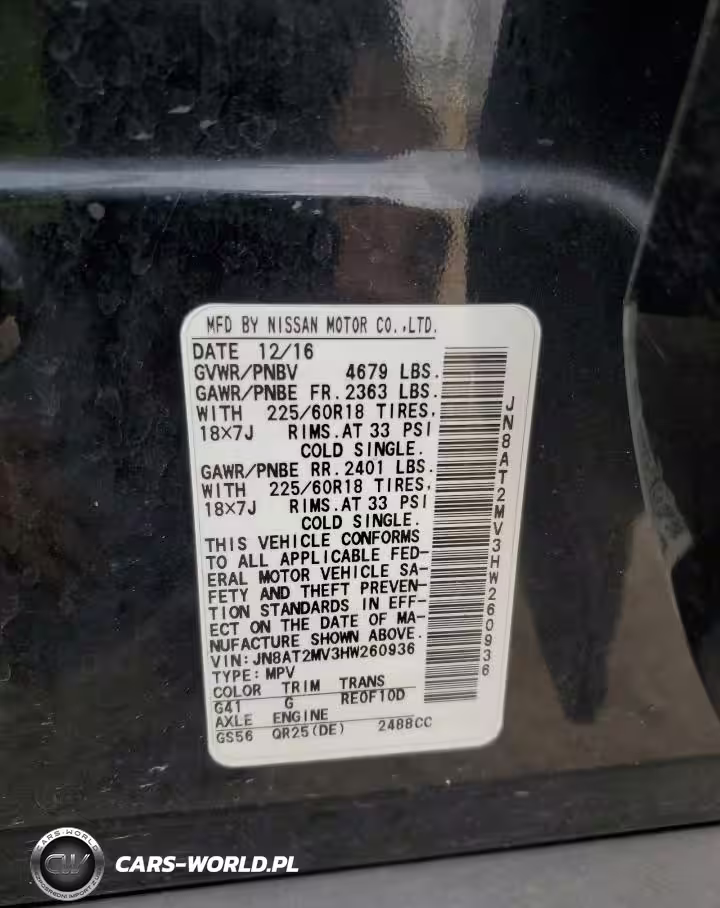 MFD BY NISSAN MOTOR CO.,LTD.
DATE 12/16
GVWR/PNBV 4679 LBS.
GAWR/PNBE FR. 2363 LBS.
WITH 225/60R18 TIRES,
18×7J RIMS.AT 33 PSI
COLD SINGLE.
GAWR/PNBE RR. 2401 LBS.
WITH 225/60R18 TIRES,
18×7J RIMS.AT 33 PSI
COLD SINGLE.
THIS VEHICLE CONFORMS
TO ALL APPLICABLE FED-
ERAL MOTOR VEHICLE SA-
FETY AND THEFT PREVEN-
TION STANDARDS IN EFF-
ECT ON THE DATE OF MA-
NUFACTURE SHOWN ABOVE.
VIN:JN8AT2MV3HW260936
TYPE:MPV
COLOR TRIM TRANS
G41 G RE0F10D
AXLE ENGINE
GS56 QR25(DE) 2488CC
JN8AT2MV3HW260936
CARS-WORLD
CW
CARS-WORLD.PL